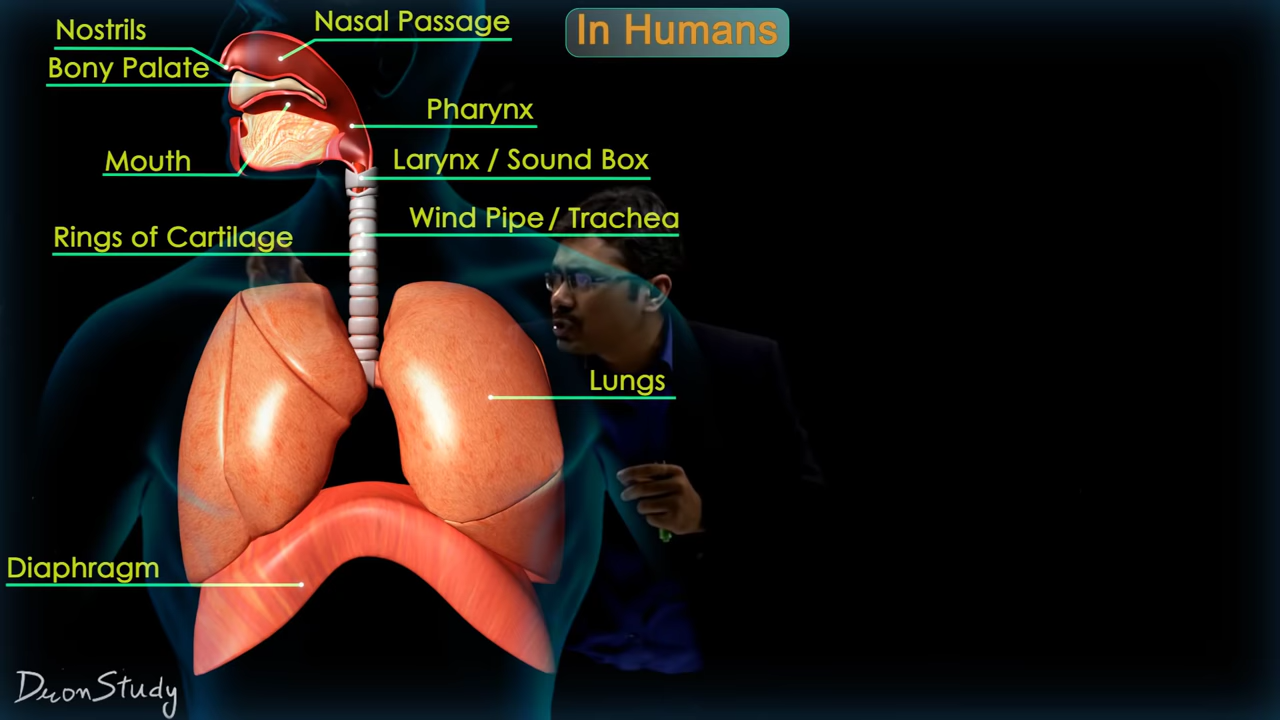 In Humans
Nostrils
Nasal Passage
Bony Palate
Pharynx
Mouth
Larynx / Sound Box
Wind Pipe / Trachea
Rings of Cartilage
Lungs
Diaphragm
DronStudy